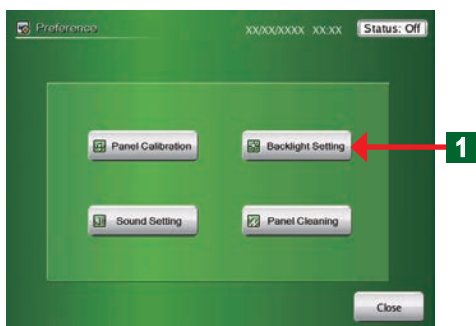 Preference XX/XX/XXXX XX:XX Status: Off
Panel Calibration Backlight Setting 1
Sound Setting Panel Cleaning
Close